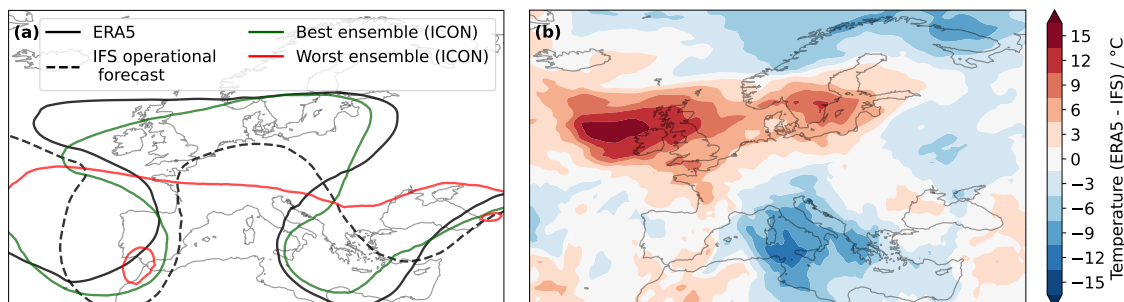 (a)
ERA5
IFS operational
forecast
Best ensemble (ICON)
Worst ensemble (ICON)
(b)
15
12
9
6
3
0
−3
−6
−9
−12
−15
Temperature (ERA5 - IFS) / °C